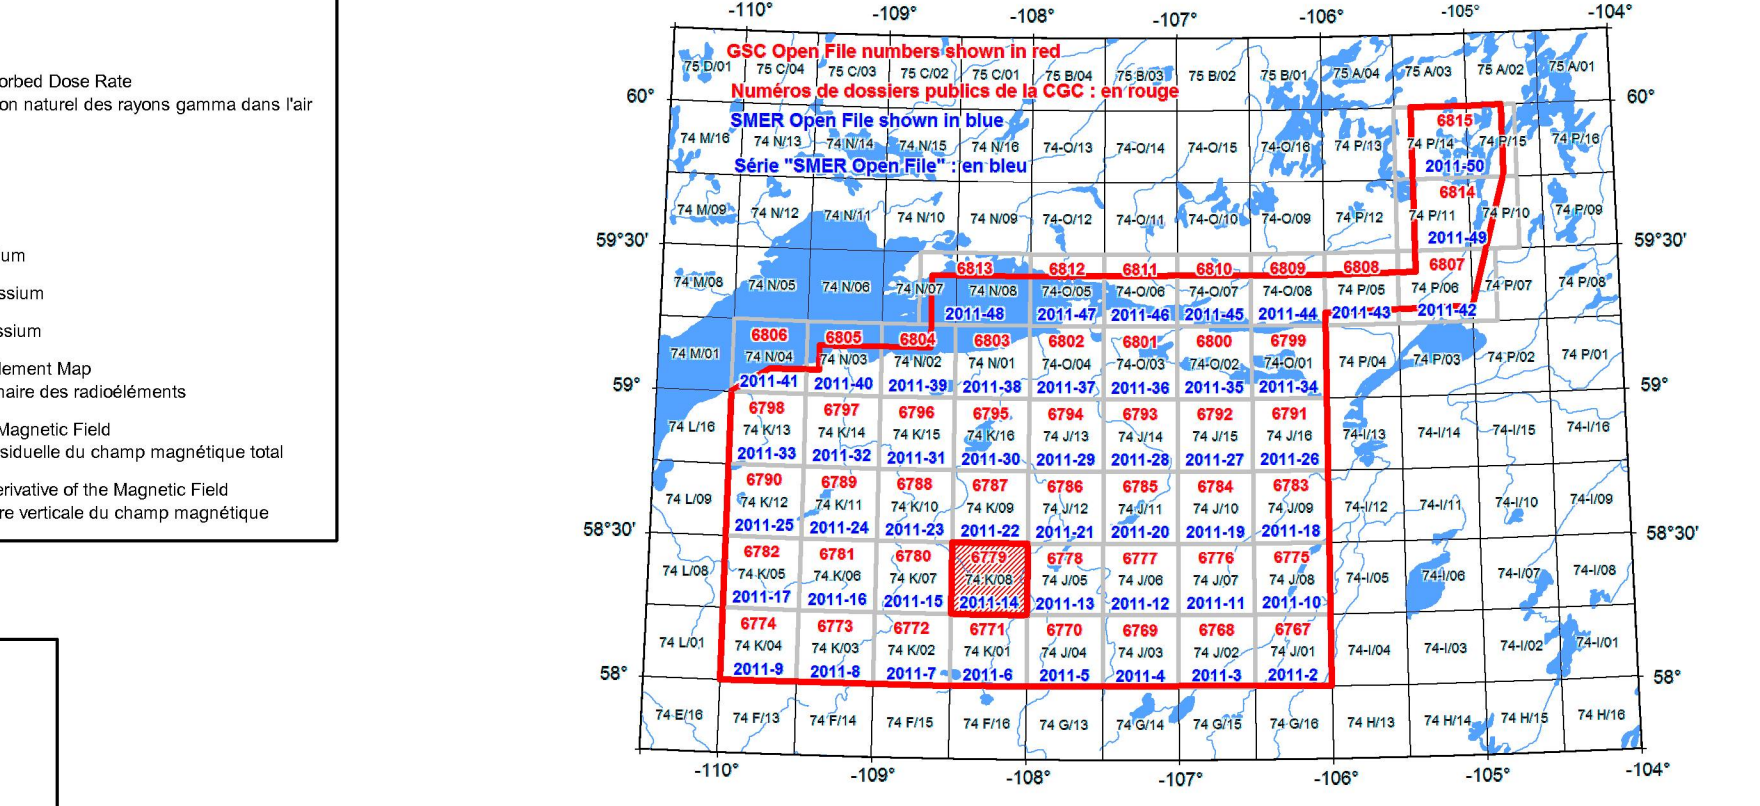 orbed Dose Rate
on naturel des rayons gamma dans l'air
um
ssium
ssium
lement Map
naire des radioéléments
Magnetic Field
siduelle du champ magnétique total
erivative of the Magnetic Field
re verticale du champ magnétique
-110° -109° -108° -107° -106° -105° -104°
GSC Open File numbers shown in red
75 D/01 75 C/04 75 C/03 75 C/02 75 C/01 75 B/04 75 B/03 75 B/02 75 B/01 75 A/04 75 A/03 75 A/02 75 A/01
Numéros de dossiers publics de la CGC : en rouge
60° 60°
SMER Open File shown in blue
6815
74 M/16 74 N/13 74 N/14 74 N/15 74 N/16 74-O/13 74-O/14 74-O/15 74-O/16 74 P/13 74 P/14 74 P/15 74 P/16
Série "SMER Open File" : en bleu
2011-50
6814
74 M/09 74 N/12 74 N/11 74 N/10 74 N/09 74-O/12 74-O/11 74-O/10 74-O/09 74 P/12 74 P/11 74 P/10 74 P/09
2011-49
59°30' 59°30'
6813 6812 6811 6810 6809 6808 6807
74 M/08 74 N/05 74 N/06 74 N/07 74 N/08 74-O/05 74-O/06 74-O/07 74-O/08 74 P/05 74 P/06 74 P/07 74 P/08
2011-48 2011-47 2011-46 2011-45 2011-44 2011-43 2011-42
6806 6805 6804 6803 6802 6801 6800 6799
74 M/01 74 N/04 74 N/03 74 N/02 74 N/01 74-O/04 74-O/03 74-O/02 74-O/01 74 P/04 74 P/03 74 P/02 74 P/01
2011-41 2011-40 2011-39 2011-38 2011-37 2011-36 2011-35 2011-34
59° 59°
6798 6797 6796 6795 6794 6793 6792 6791
74 L/16 74 K/13 74 K/14 74 K/15 74 K/16 74 J/13 74 J/14 74 J/15 74 J/16 74-I/13 74-I/14 74-I/15 74-I/16
2011-33 2011-32 2011-31 2011-30 2011-29 2011-28 2011-27 2011-26
6790 6789 6788 6787 6786 6785 6784 6783
74 L/09 74 K/12 74 K/11 74 K/10 74 K/09 74 J/12 74 J/11 74 J/10 74 J/09 74-I/12 74-I/11 74-I/10 74-I/09
2011-25 2011-24 2011-23 2011-22 2011-21 2011-20 2011-19 2011-18
58°30' 58°30'
6782 6781 6780 6779 6778 6777 6776 6775
74 L/08 74 K/05 74 K/06 74 K/07 74 K/08 74 J/05 74 J/06 74 J/07 74 J/08 74-I/05 74-I/06 74-I/07 74-I/08
2011-17 2011-16 2011-15 2011-14 2011-13 2011-12 2011-11 2011-10
6774 6773 6772 6771 6770 6769 6768 6767
74 L/01 74 K/04 74 K/03 74 K/02 74 K/01 74 J/04 74 J/03 74 J/02 74 J/01 74-I/04 74-I/03 74-I/02 74-I/01
2011-9 2011-8 2011-7 2011-6 2011-5 2011-4 2011-3 2011-2
58° 58°
74 E/16 74 F/13 74 F/14 74 F/15 74 F/16 74 G/13 74 G/14 74 G/15 74 G/16 74 H/13 74 H/14 74 H/15 74 H/16
-110° -109° -108° -107° -106° -105° -104°